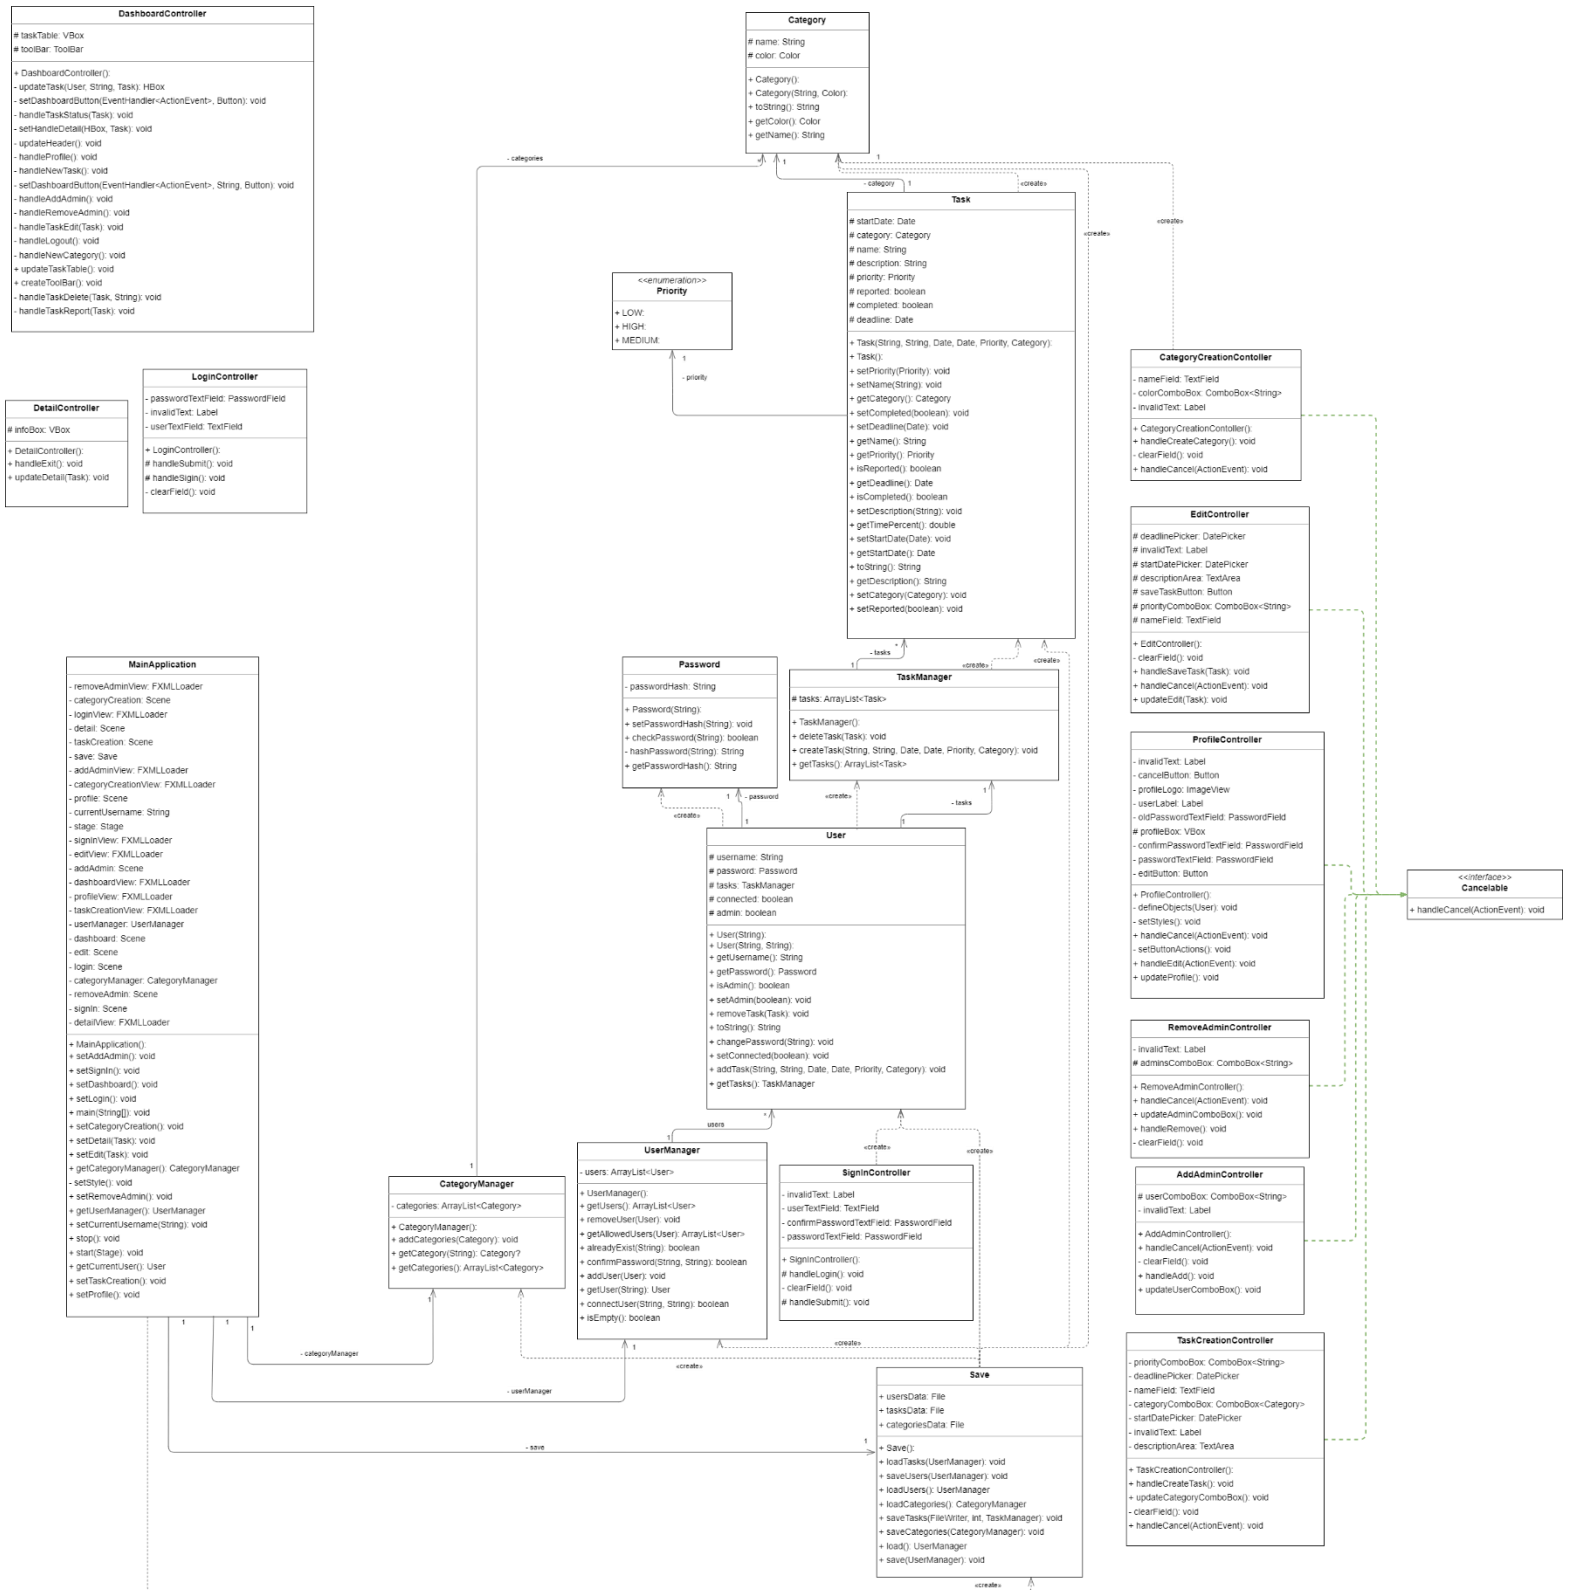 DashboardController
# taskTable: VBox
# toolBar: ToolBar
+ DashboardController():
- updateTask(User, String, Task): HBox
- setDashboardButton(EventHandler<ActionEvent>, Button): void
- handleTaskStatus(Task): void
- setHandleDetail(HBox, Task): void
- updateHeader(): void
- handleProfile(): void
- handleNewTask(): void
- setDashboardButton(EventHandler<ActionEvent>, String, Button): void
- handleAddAdmin(): void
- handleRemoveAdmin(): void
- handleTaskEdit(Task): void
- handleLogout(): void
- handleNewCategory(): void
+ updateTaskTable(): void
+ createToolBar(): void
- handleTaskDelete(Task, String): void
- handleTaskReport(Task): void
Category
# name: String
# color: Color
+ Category():
+ Category(String, Color):
+ toString(): String
+ getColor(): Color
+ getName(): String
- categories
*
1
1
- category
1
«create»
«create»
«create»
Task
# startDate: Date
# category: Category
# name: String
# description: String
# priority: Priority
# reported: boolean
# completed: boolean
# deadline: Date
+ Task(String, String, Date, Date, Priority, Category):
+ Task():
+ setPriority(Priority): void
+ setName(String): void
+ getCategory(): Category
+ setCompleted(boolean): void
+ setDeadline(Date): void
+ getName(): String
+ getPriority(): Priority
+ isReported(): boolean
+ getDeadline(): Date
+ isCompleted(): boolean
+ setDescription(String): void
+ getTimePercent(): double
+ setStartDate(Date): void
+ getStartDate(): Date
+ toString(): String
+ getDescription(): String
+ setCategory(Category): void
+ setReported(boolean): void
<<enumeration>>
Priority
+ LOW:
+ HIGH:
+ MEDIUM:
1
- priority
LoginController
- passwordTextField: PasswordField
- invalidText: Label
- userTextField: TextField
+ LoginController():
# handleSubmit(): void
# handleSigin(): void
- clearField(): void
DetailController
# infoBox: VBox
+ DetailController():
+ handleExit(): void
+ updateDetail(Task): void
CategoryCreationContoller
- nameField: TextField
- colorComboBox: ComboBox<String>
- invalidText: Label
+ CategoryCreationContoller():
+ handleCreateCategory(): void
- clearField(): void
+ handleCancel(ActionEvent): void
EditController
# deadlinePicker: DatePicker
# invalidText: Label
# startDatePicker: DatePicker
# descriptionArea: TextArea
# saveTaskButton: Button
# priorityComboBox: ComboBox<String>
# nameField: TextField
+ EditController():
- clearField(): void
+ handleSaveTask(Task): void
+ handleCancel(ActionEvent): void
+ updateEdit(Task): void
MainApplication
- removeAdminView: FXMLLoader
- categoryCreation: Scene
- loginView: FXMLLoader
- detail: Scene
- taskCreation: Scene
- save: Save
- addAdminView: FXMLLoader
- categoryCreationView: FXMLLoader
- profile: Scene
- currentUsername: String
- stage: Stage
- signInView: FXMLLoader
- editView: FXMLLoader
- addAdmin: Scene
- dashboardView: FXMLLoader
- profileView: FXMLLoader
- taskCreationView: FXMLLoader
- userManager: UserManager
- dashboard: Scene
- edit: Scene
- login: Scene
- categoryManager: CategoryManager
- removeAdmin: Scene
- signIn: Scene
- detailView: FXMLLoader
+ MainApplication():
+ setAddAdmin(): void
+ setSignIn(): void
+ setDashboard(): void
+ setLogin(): void
+ main(String[]): void
+ setCategoryCreation(): void
+ setDetail(Task): void
+ setEdit(Task): void
+ getCategoryManager(): CategoryManager
- setStyle(): void
+ setRemoveAdmin(): void
+ getUserManager(): UserManager
+ setCurrentUsername(String): void
+ stop(): void
+ start(Stage): void
+ getCurrentUser(): User
+ setTaskCreation(): void
+ setProfile(): void
Password
- passwordHash: String
+ Password(String):
+ setPasswordHash(String): void
+ checkPassword(String): boolean
- hashPassword(String): String
+ getPasswordHash(): String
*
- tasks
1
«create»
«create»
TaskManager
# tasks: ArrayList<Task>
+ TaskManager():
+ deleteTask(Task): void
+ createTask(String, String, Date, Date, Priority, Category): void
+ getTasks(): ArrayList<Task>
1
- password
1
«create»
«create»
1
- tasks
1
User
# username: String
# password: Password
# tasks: TaskManager
# connected: boolean
# admin: boolean
+ User(String):
+ User(String, String):
+ getUsername(): String
+ getPassword(): Password
+ isAdmin(): boolean
+ setAdmin(boolean): void
+ removeTask(Task): void
+ toString(): String
+ changePassword(String): void
+ setConnected(boolean): void
+ addTask(String, String, Date, Date, Priority, Category): void
+ getTasks(): TaskManager
ProfileController
- invalidText: Label
- cancelButton: Button
- profileLogo: ImageView
- userLabel: Label
- oldPasswordTextField: PasswordField
# profileBox: VBox
- confirmPasswordTextField: PasswordField
- passwordTextField: PasswordField
- editButton: Button
+ ProfileController():
- defineObjects(User): void
- setStyles(): void
+ handleCancel(ActionEvent): void
- setButtonActions(): void
+ handleEdit(ActionEvent): void
+ updateProfile(): void
<<interface>>
Cancelable
+ handleCancel(ActionEvent): void
RemoveAdminController
- invalidText: Label
# adminsComboBox: ComboBox<String>
+ RemoveAdminController():
+ handleCancel(ActionEvent): void
+ updateAdminComboBox(): void
+ handleRemove(): void
- clearField(): void
*
users
1
«create»
«create»
UserManager
- users: ArrayList<User>
+ UserManager():
+ getUsers(): ArrayList<User>
+ removeUser(User): void
+ getAllowedUsers(User): ArrayList<User>
+ alreadyExist(String): boolean
+ confirmPassword(String, String): boolean
+ addUser(User): void
+ getUser(String): User
+ connectUser(String, String): boolean
+ isEmpty(): boolean
1
CategoryManager
- categories: ArrayList<Category>
+ CategoryManager():
+ addCategories(Category): void
+ getCategory(String): Category?
+ getCategories(): ArrayList<Category>
SignInController
- invalidText: Label
- userTextField: TextField
- confirmPasswordTextField: PasswordField
- passwordTextField: PasswordField
+ SignInController():
# handleLogin(): void
- clearField(): void
# handleSubmit(): void
AddAdminController
# userComboBox: ComboBox<String>
- invalidText: Label
+ AddAdminController():
+ handleCancel(ActionEvent): void
- clearField(): void
+ handleAdd(): void
+ updateUserComboBox(): void
1
1
1
1
- categoryManager
1
- userManager
«create»
«create»
- save
1
Save
+ usersData: File
+ tasksData: File
+ categoriesData: File
+ Save():
+ loadTasks(UserManager): void
+ saveUsers(UserManager): void
+ loadUsers(): UserManager
+ loadCategories(): CategoryManager
+ saveTasks(FileWriter, int, TaskManager): void
+ saveCategories(CategoryManager): void
+ load(): UserManager
+ save(UserManager): void
«create»
TaskCreationController
- priorityComboBox: ComboBox<String>
- deadlinePicker: DatePicker
- nameField: TextField
- categoryComboBox: ComboBox<Category>
- startDatePicker: DatePicker
- invalidText: Label
- descriptionArea: TextArea
+ TaskCreationController():
+ handleCreateTask(): void
+ updateCategoryComboBox(): void
- clearField(): void
+ handleCancel(ActionEvent): void